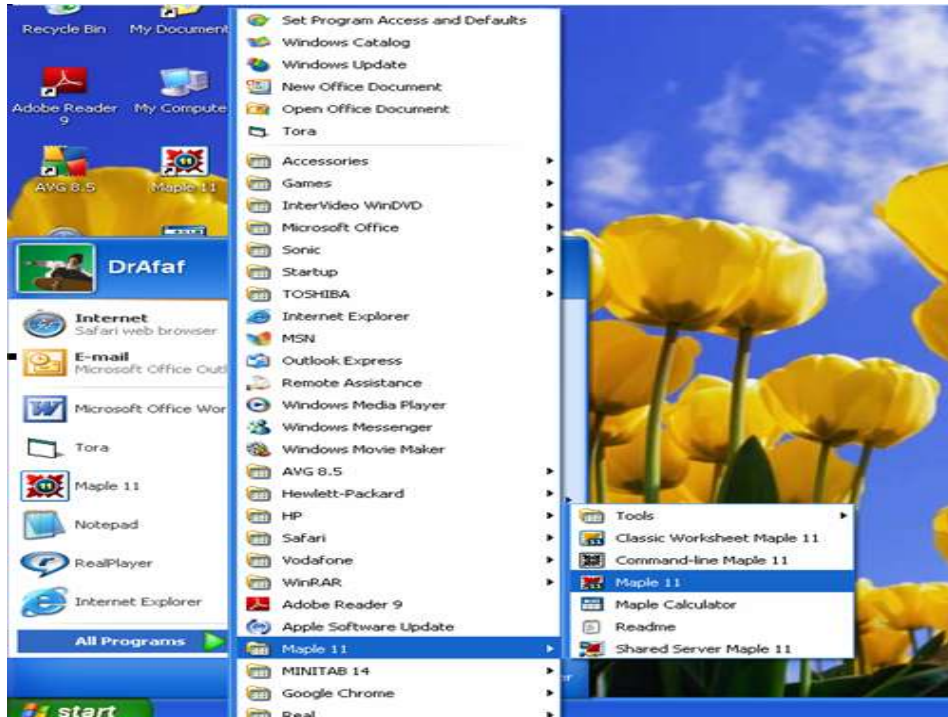 Recycle Bin
My Document
Adobe Reader 9
My Compute
AVG 8.5
Maple 11
DrAfaf
Internet
Safari web browser
E-mail
Microsoft Office Outl
Microsoft Office Wor
Tora
Maple 11
Notepad
RealPlayer
Internet Explorer
All Programs
start
Set Program Access and Defaults
Windows Catalog
Windows Update
New Office Document
Open Office Document
Tora
Accessories
Games
InterVideo WinDVD
Microsoft Office
Sonic
Startup
TOSHIBA
Internet Explorer
MSN
Outlook Express
Remote Assistance
Windows Media Player
Windows Messenger
Windows Movie Maker
AVG 8.5
Hewlett-Packard
HP
Safari
Vodafone
WinRAR
Adobe Reader 9
Apple Software Update
Maple 11
MINITAB 14
Google Chrome
Real
Tools
Classic Worksheet Maple 11
Command-line Maple 11
Maple 11
Maple Calculator
Readme
Shared Server Maple 11